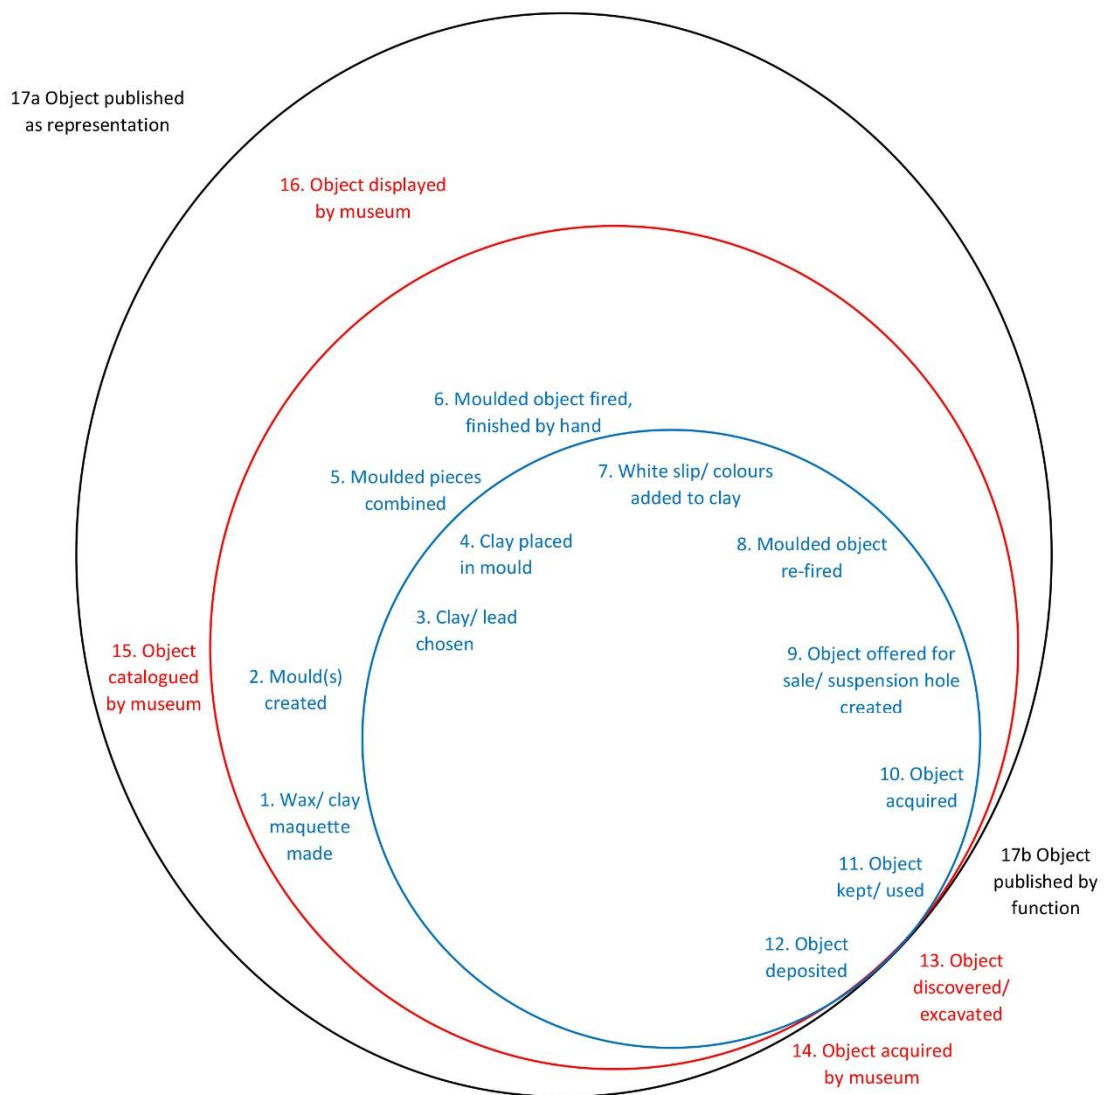 17a Object published
as representation
16. Object displayed
by museum
6. Moulded object fired,
finished by hand
7. White slip/ colours
added to clay
5. Moulded pieces
combined
4. Clay placed
in mould
8. Moulded object
re-fired
3. Clay/ lead
chosen
15. Object
catalogued
by museum
2. Mould(s)
created
9. Object offered for
sale/ suspension hole
created
1. Wax/ clay
maquette
made
10. Object
acquired
11. Object
kept/ used
17b Object
published by
function
12. Object
deposited
13. Object
discovered/
excavated
14. Object acquired
by museum